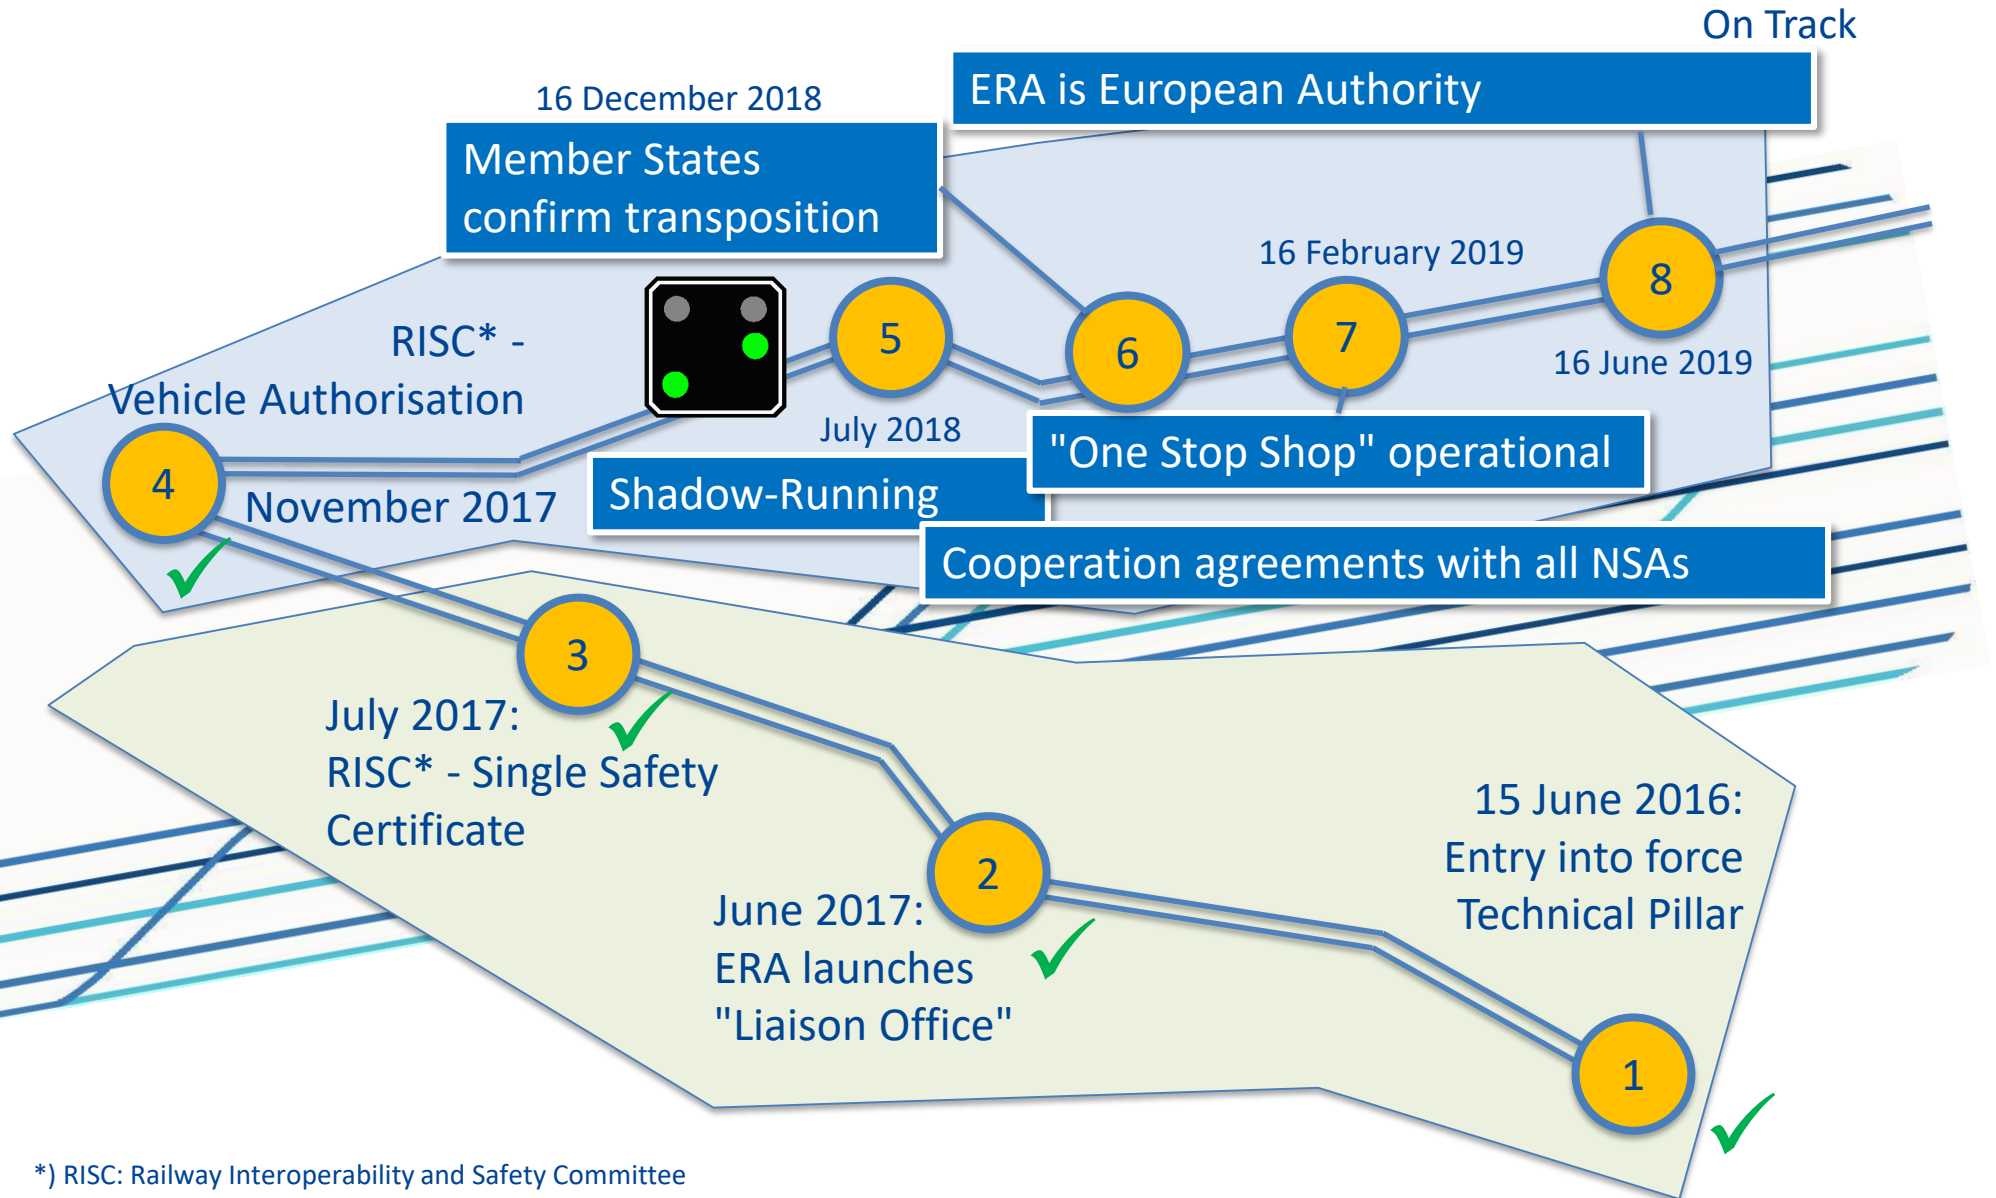 On Track
ERA is European Authority
16 December 2018
Member States
confirm transposition
16 February 2019
8
5
6
7
16 June 2019
RISC* -
Vehicle Authorisation
July 2018
"One Stop Shop" operational
4
November 2017
Shadow-Running
Cooperation agreements with all NSAs
3
July 2017:
RISC* - Single Safety
Certificate
2
June 2017:
ERA launches
"Liaison Office"
15 June 2016:
Entry into force
Technical Pillar
1
*) RISC: Railway Interoperability and Safety Committee